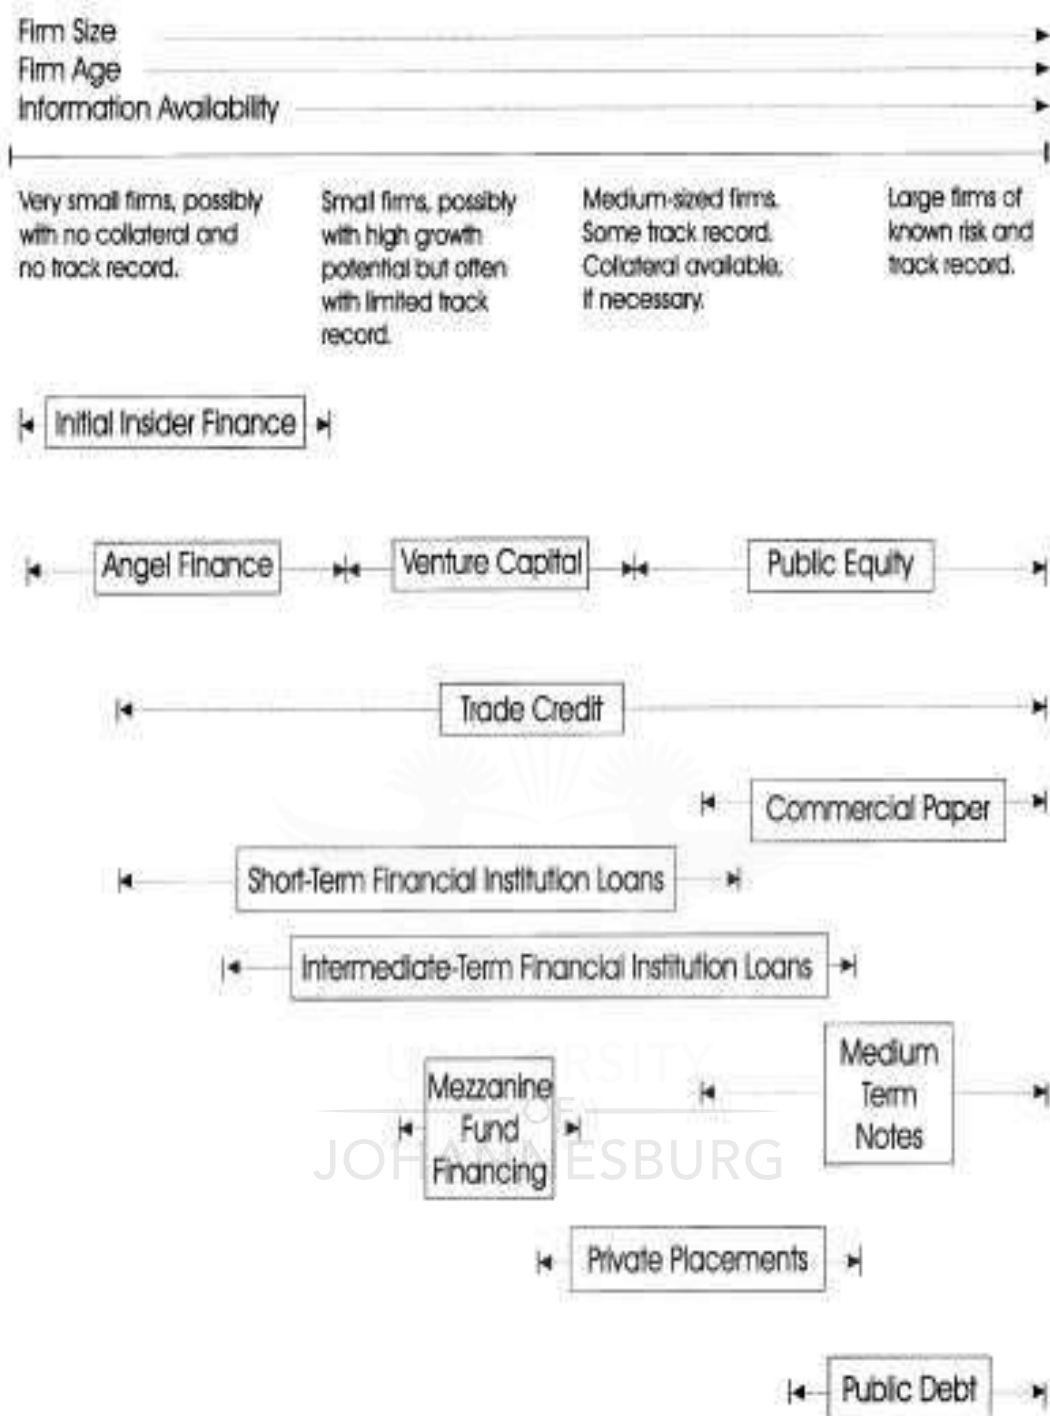 Firm Size
Firm Age
Information Availability
Very small firms, possibly
with no collateral and
no track record.
Small firms, possibly
with high growth
potential but often
with limited track
record.
Medium-sized firms.
Some track record.
Collateral available,
if necessary.
Large firms of
known risk and
track record.
Initial Insider Finance
Angel Finance
Venture Capital
Public Equity
Trade Credit
Commercial Paper
Short-Term Financial Institution Loans
Intermediate-Term Financial Institution Loans
Mezzanine
Fund
Financing
Medium
Term
Notes
UNIVERSITY
OF
JOHANNESBURG
Private Placements
Public Debt